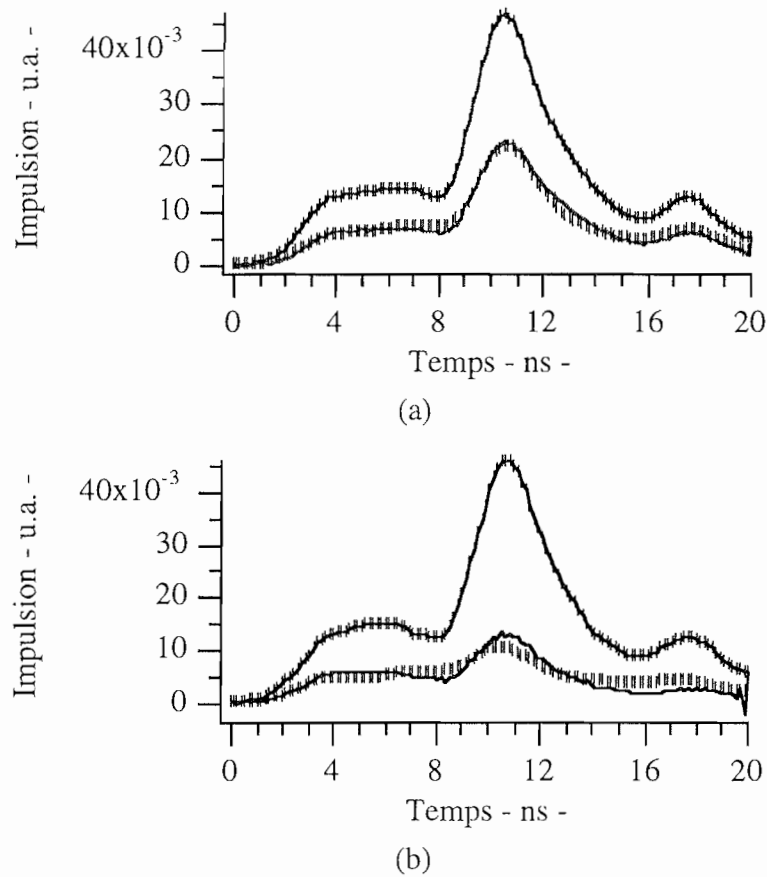 Impulsion - u.a. -
40x10-3
30
20
10
0
0 4 8 12 16 20
Temps - ns -
(a)
Impulsion - u.a. -
40x10-3
30
20
10
0
0 4 8 12 16 20
Temps - ns -
(b)